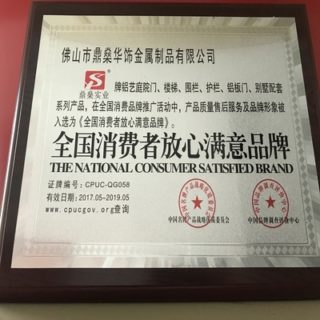 佛山市鼎燊华饰金属制品有限公司
鼎燊实业
牌铝艺庭院门、楼梯、围栏、护栏、铝板门、别墅配套
系列产品，在全国消费品牌推广活动中，产品质量售后服务及品牌形象被
入选为《全国消费者放心满意品牌》。
全国消费者放心满意品牌
THE NATIONAL CONSUMER SATISFIED BRAND
证牌编号：CPUC-QG058
有效日期：2017.05-2019.05
www.cpucgov.org查询
中国名优产品战略发展委员会
中国品牌调查评价中心